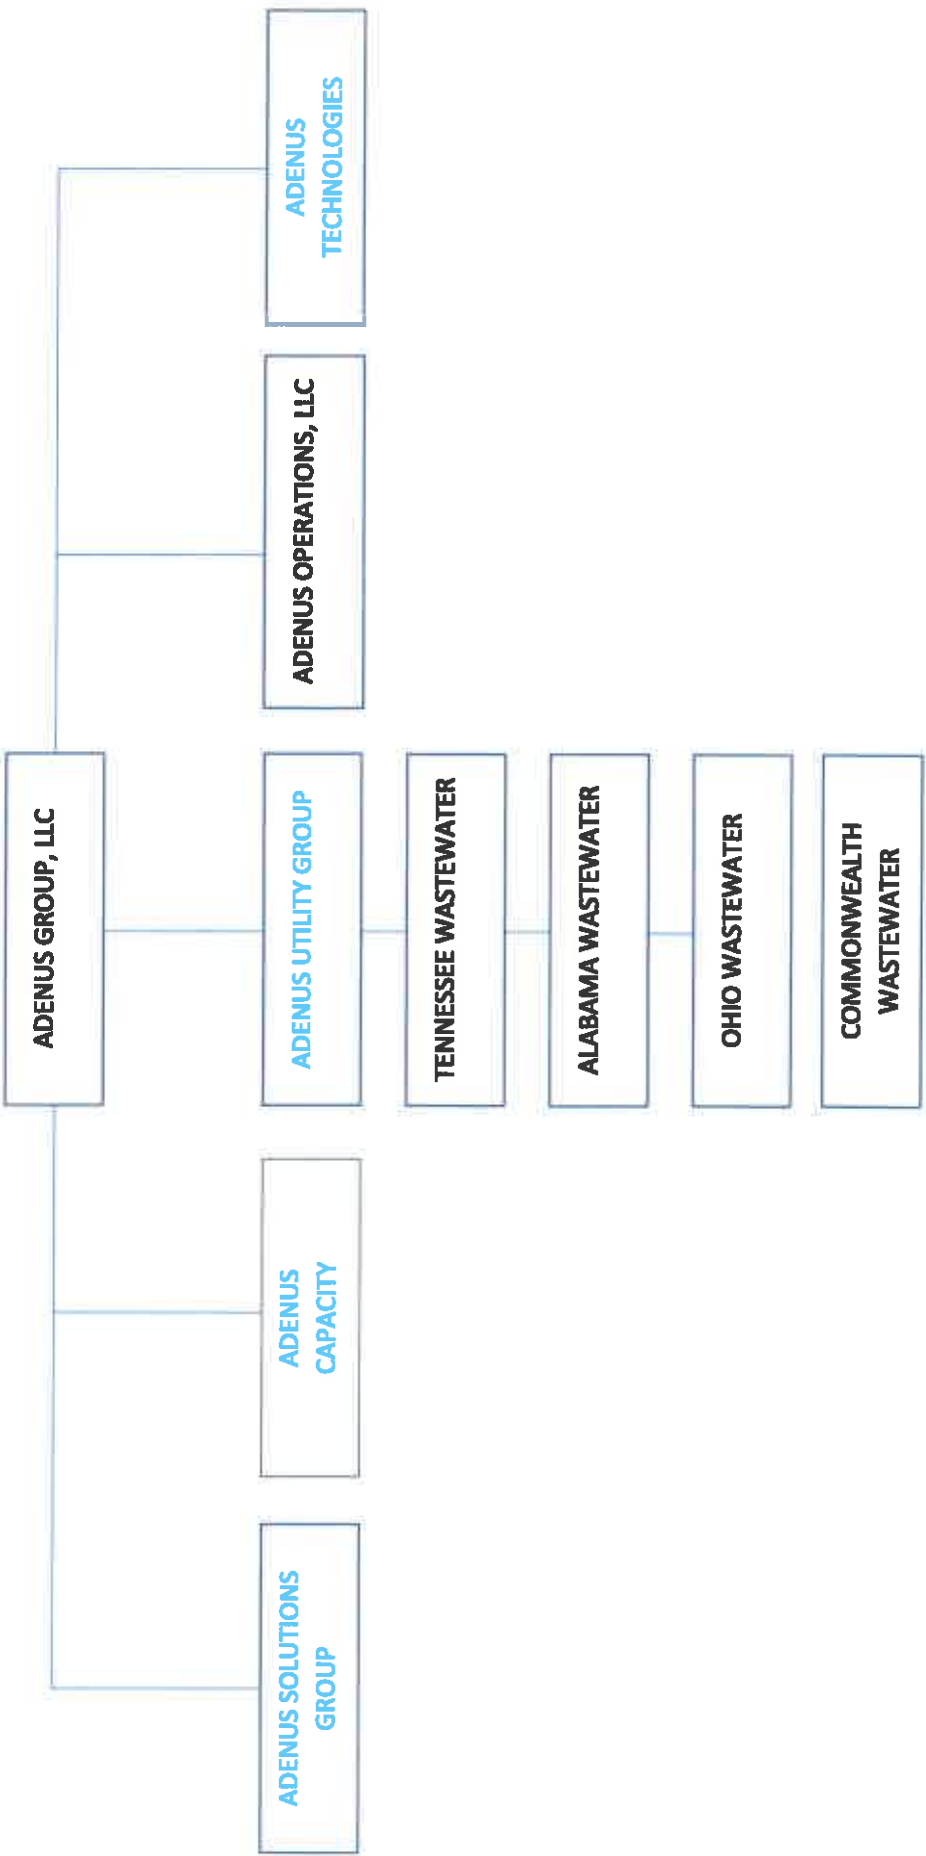 ADENUS GROUP, LLC
ADENUS SOLUTIONS
GROUP
ADENUS
CAPACITY
ADENUS UTILITY GROUP
ADENUS OPERATIONS, LLC
ADENUS
TECHNOLOGIES
TENNESSEE WASTEWATER
ALABAMA WASTEWATER
OHIO WASTEWATER
COMMONWEALTH
WASTEWATER